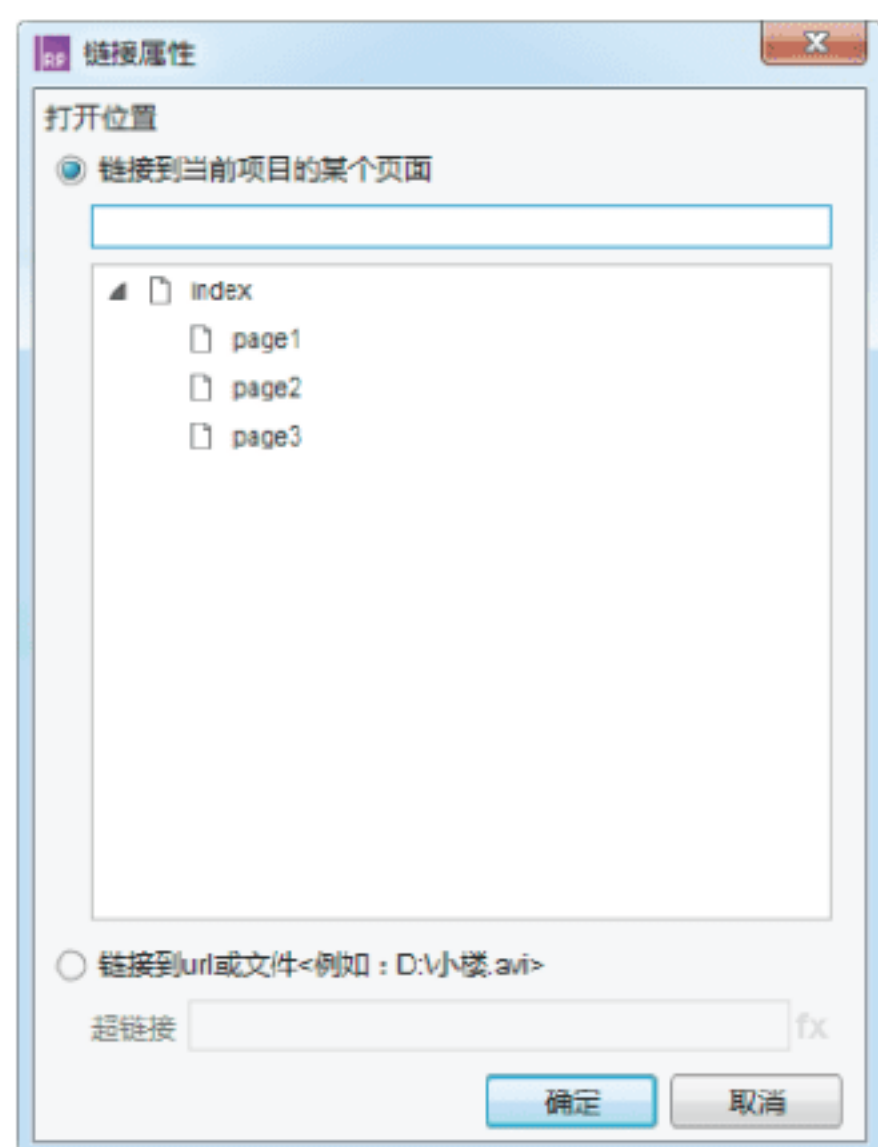 RP 链接属性
打开位置
链接到当前项目的某个页面
index
page1
page2
page3
链接到url或文件<例如：D:\小楼.avi>
超链接 fx
确定 取消